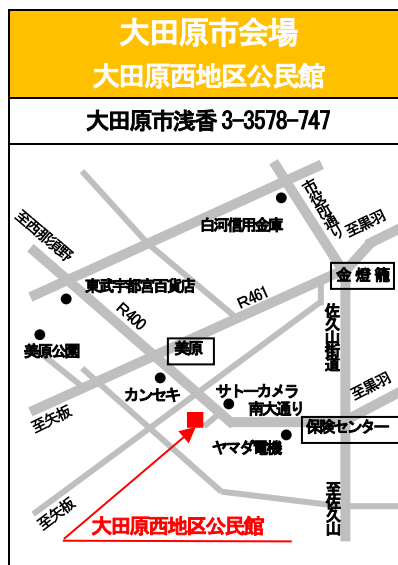 大田原市会場
大田原西地区公民館
大田原市浅香 3-3578-747
市役所通り
至黒羽
白河信用金庫
至西那須野
金燈籠
東武宇都宮百貨店
R461
R400
佐久山街道
美原
美原公園
至黒羽
カンセキ
サトーカメラ
南大通り
至矢板
保険センター
ヤマダ電機
至佐久山
至矢板
大田原西地区公民館